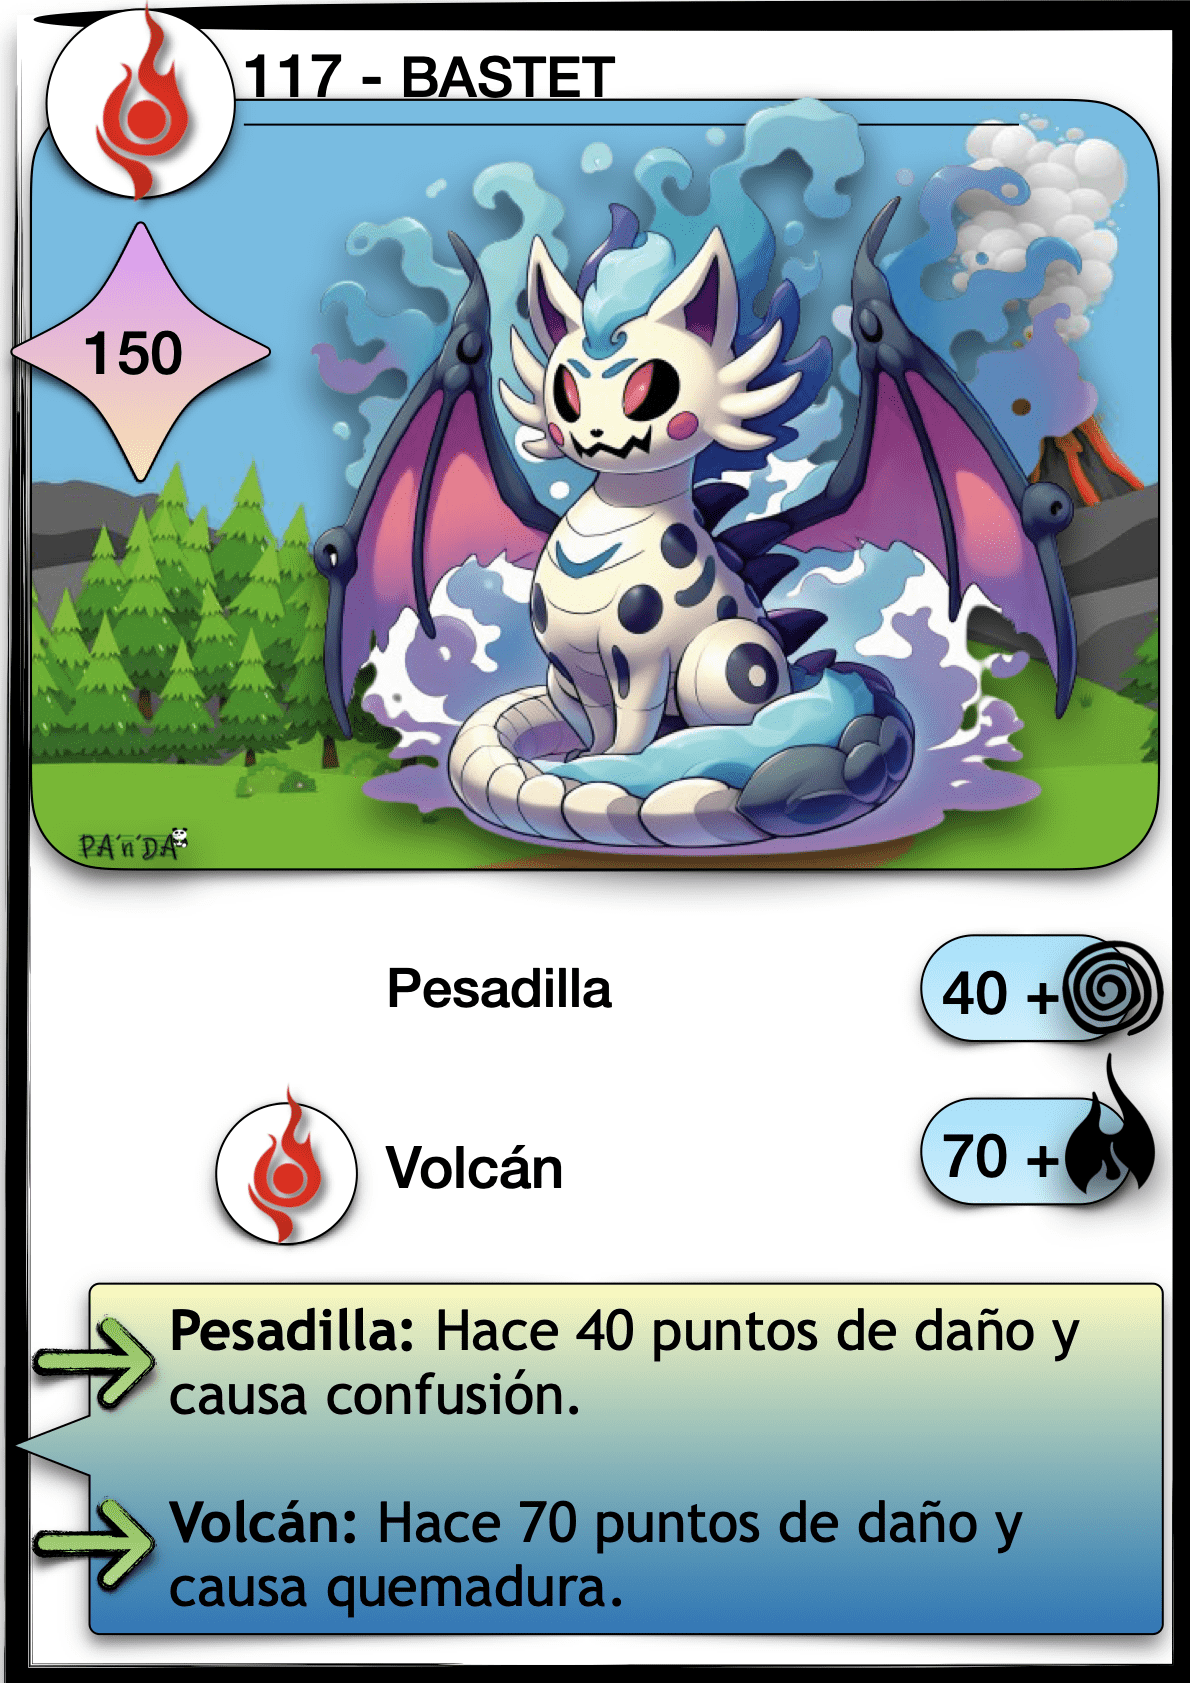 117 - BASTET
150
PA'n'DA
Pesadilla
40 +
Volcán
70 +
Pesadilla: Hace 40 puntos de daño y
causa confusión.
Volcán: Hace 70 puntos de daño y
causa quemadura.